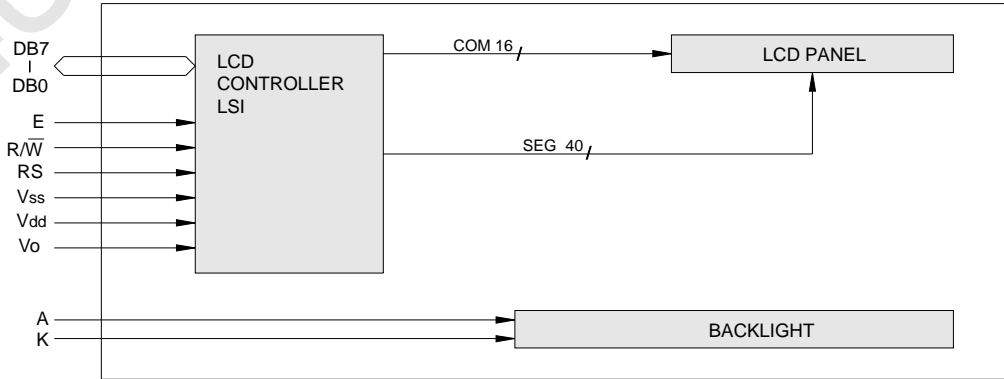 DB7
DB0
E
R/W̅
RS
Vss
Vdd
Vo
A
K
LCD
CONTROLLER
LSI
COM 16
SEG 40
LCD PANEL
BACKLIGHT